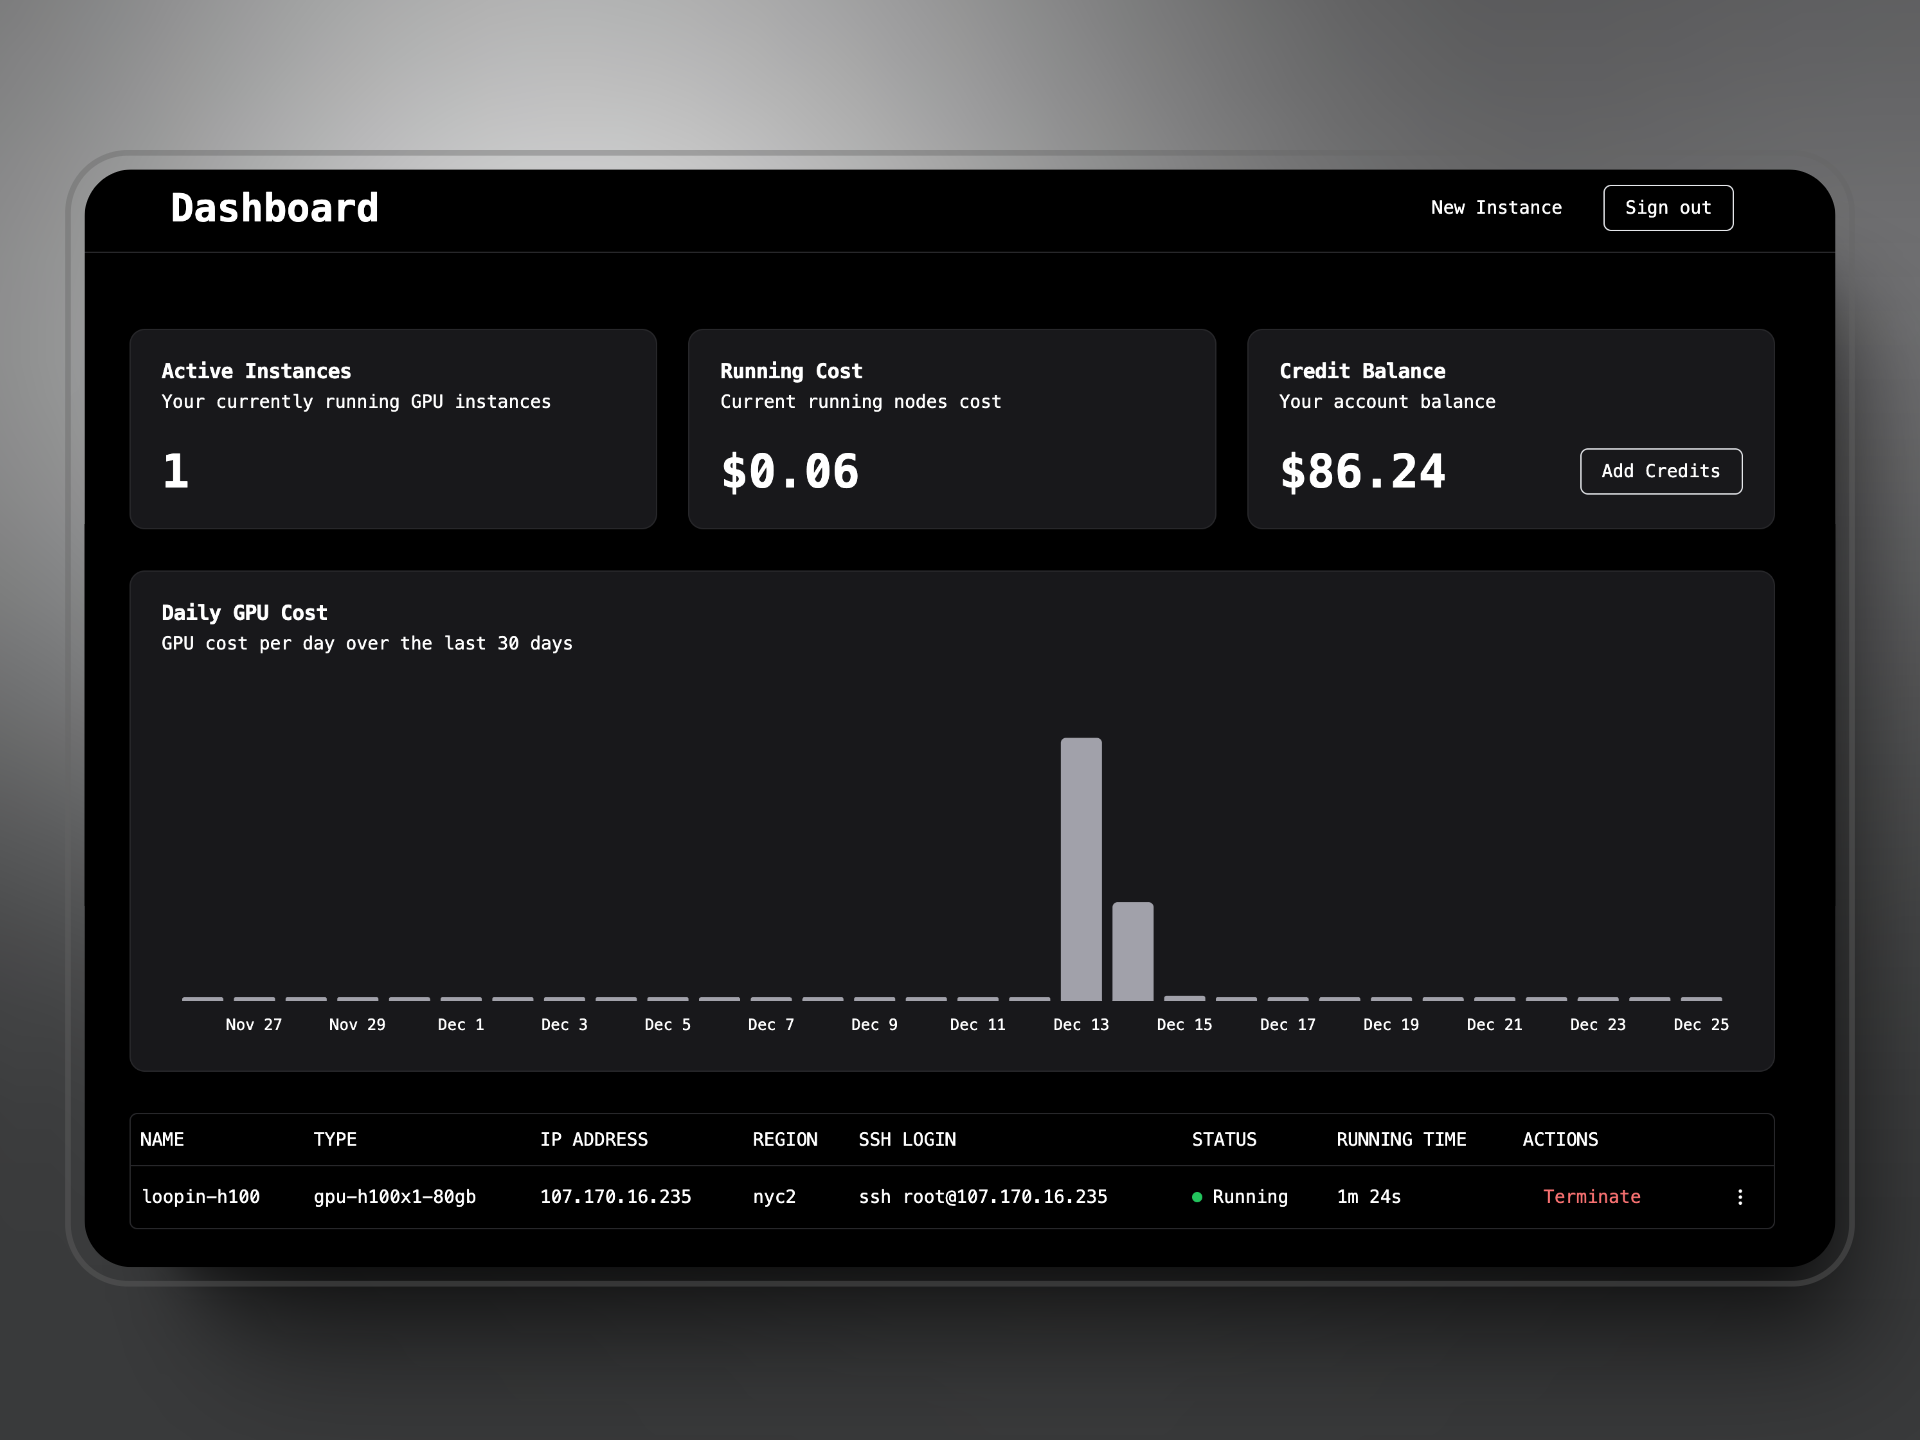 Dashboard
New Instance
Sign out
Active Instances
Your currently running GPU instances
1
Running Cost
Current running nodes cost
$0.06
Credit Balance
Your account balance
$86.24
Add Credits
Daily GPU Cost
GPU cost per day over the last 30 days
Nov 27 Nov 29 Dec 1 Dec 3 Dec 5 Dec 7 Dec 9 Dec 11 Dec 13 Dec 15 Dec 17 Dec 19 Dec 21 Dec 23 Dec 25
NAME TYPE IP ADDRESS REGION SSH LOGIN STATUS RUNNING TIME ACTIONS
loopin-h100 gpu-h100x1-80gb 107.170.16.235 nyc2 ssh root@107.170.16.235 Running 1m 24s Terminate